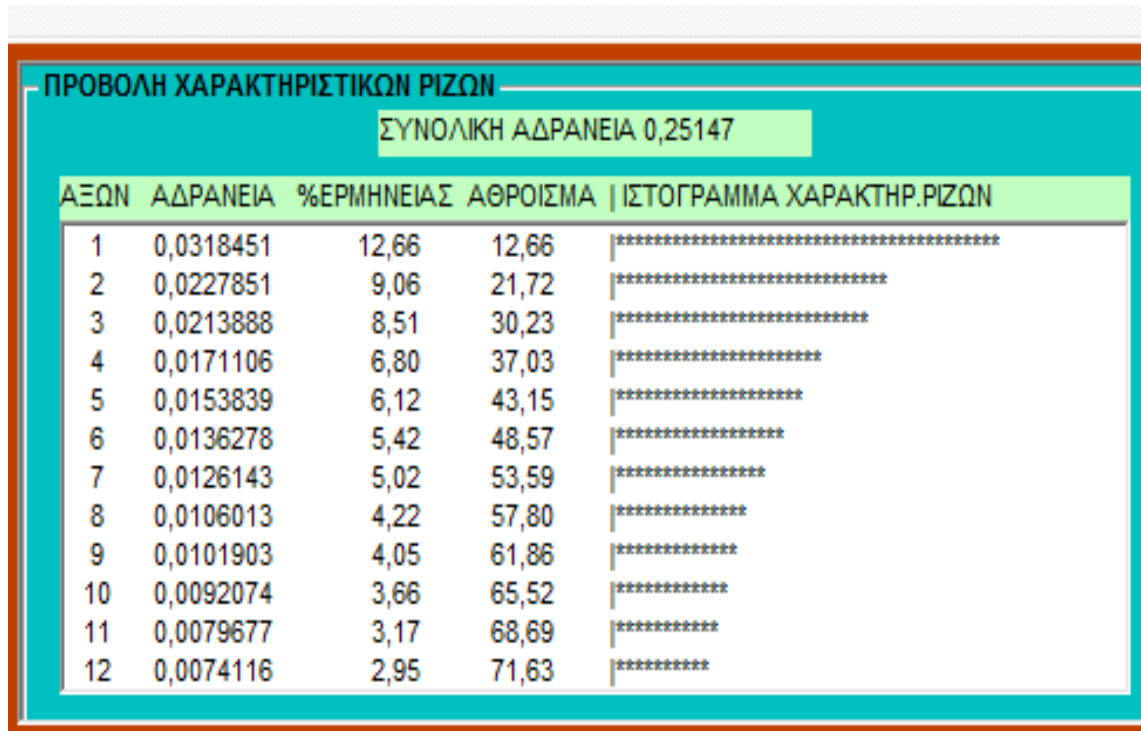 ΠΡΟΒΟΛΗ ΧΑΡΑΚΤΗΡΙΣΤΙΚΩΝ ΡΙΖΩΝ
ΣΥΝΟΛΙΚΗ ΑΔΡΑΝΕΙΑ 0,25147
ΑΞΩΝ ΑΔΡΑΝΕΙΑ %ΕΡΜΗΝΕΙΑΣ ΑΘΡΟΙΣΜΑ | ΙΣΤΟΓΡΑΜΜΑ ΧΑΡΑΚΤΗΡ.ΡΙΖΩΝ
1 0,0318451 12,66 12,66 |*****************************************
2 0,0227851 9,06 21,72 |*****************************
3 0,0213888 8,51 30,23 |***************************
4 0,0171106 6,80 37,03 |**********************
5 0,0153839 6,12 43,15 |********************
6 0,0136278 5,42 48,57 |******************
7 0,0126143 5,02 53,59 |****************
8 0,0106013 4,22 57,80 |**************
9 0,0101903 4,05 61,86 |*************
10 0,0092074 3,66 65,52 |************
11 0,0079677 3,17 68,69 |***********
12 0,0074116 2,95 71,63 |**********